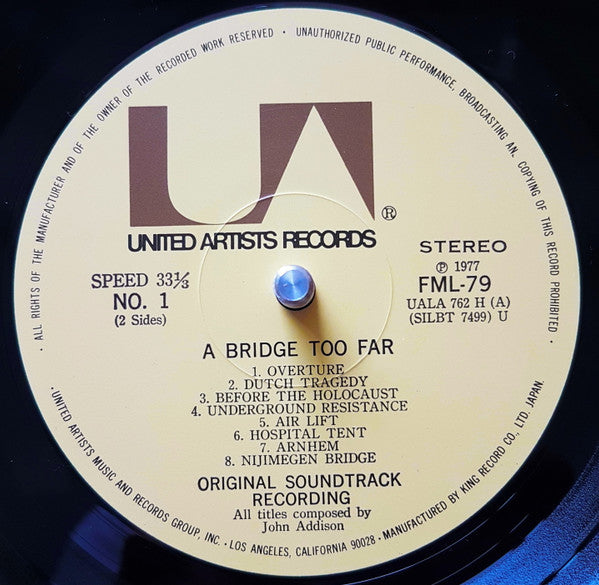 · ALL RIGHTS OF THE MANUFACTURER AND OF THE OWNER OF THE RECORDED WORK RESERVED · UNAUTHORIZED PUBLIC PERFORMANCE, BROADCASTING AND COPYING OF THIS RECORD PROHIBITED ·
UA®
UNITED ARTISTS RECORDS
SPEED 33⅓
NO. 1
(2 Sides)
STEREO
Ⓟ 1977
FML-79
UALA 762 H (A)
(SILBT 7499) U
A BRIDGE TOO FAR
1. OVERTURE
2. DUTCH TRAGEDY
3. BEFORE THE HOLOCAUST
4. UNDERGROUND RESISTANCE
5. AIR LIFT
6. HOSPITAL TENT
7. ARNHEM
8. NIJIMEGEN BRIDGE
ORIGINAL SOUNDTRACK
RECORDING
All titles composed by
John Addison
· UNITED ARTISTS MUSIC AND RECORDS GROUP, INC. · LOS ANGELES, CALIFORNIA 90028 · MANUFACTURED BY KING RECORD CO., LTD. JAPAN.